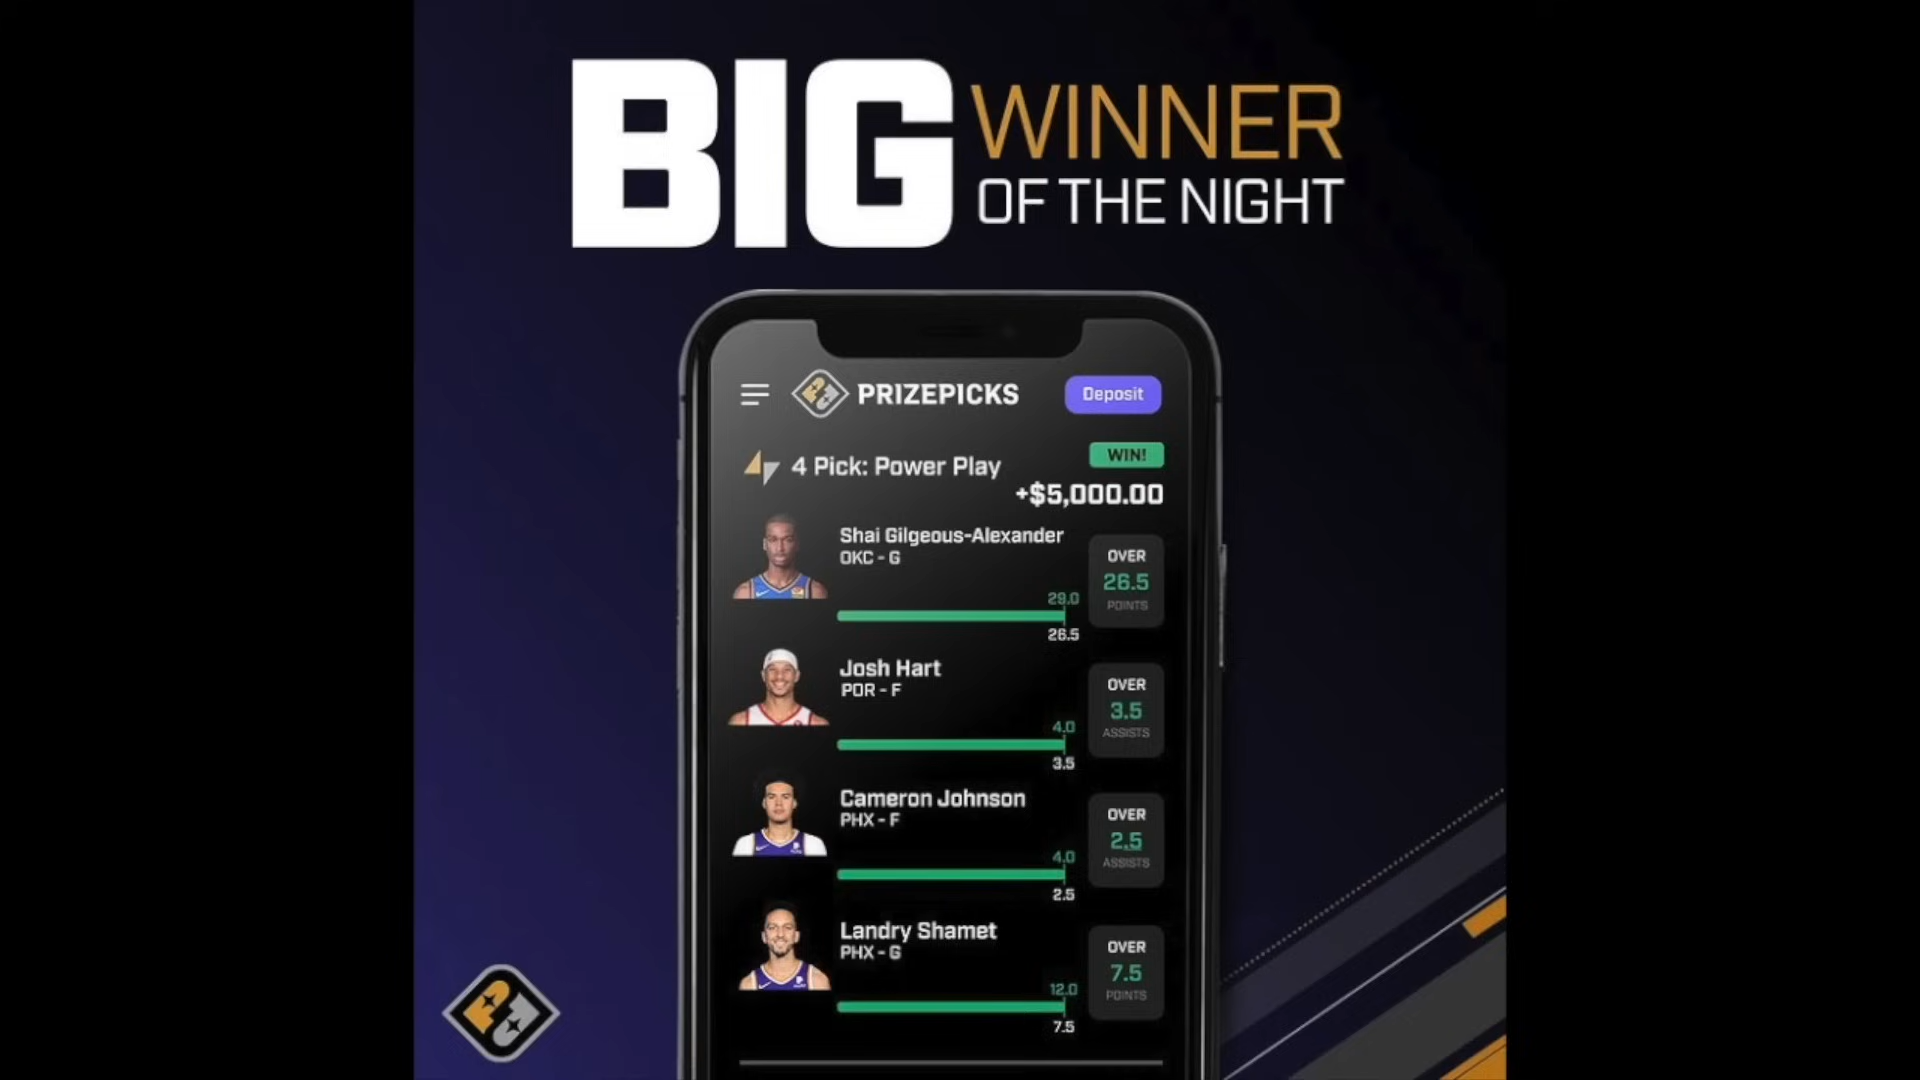 BIG WINNER
OF THE NIGHT
PRIZEPICKS
Deposit
4 Pick: Power Play
WIN!
+$5,000.00
Shai Gilgeous-Alexander
OKC - G
29.0
26.5
OVER
26.5
POINTS
Josh Hart
POR - F
4.0
3.5
OVER
3.5
ASSISTS
Cameron Johnson
PHX - F
4.0
2.5
OVER
2.5
ASSISTS
Landry Shamet
PHX - G
12.0
7.5
OVER
7.5
POINTS